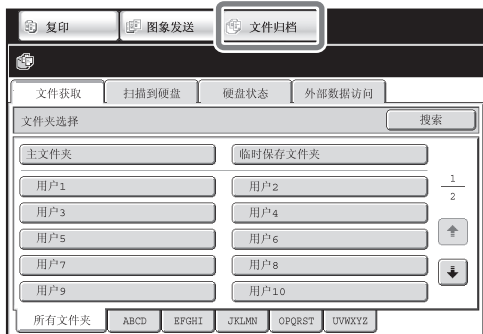 复印 图象发送 文件归档
文件获取 扫描到硬盘 硬盘状态 外部数据访问
文件夹选择 搜索
主文件夹 临时保存文件夹
用户1 用户2
1
2
用户3 用户4
用户5 用户6
用户7 用户8
用户9 用户10
所有文件夹 ABCD EFGHI JKLMN OPQRST UVWXYZ